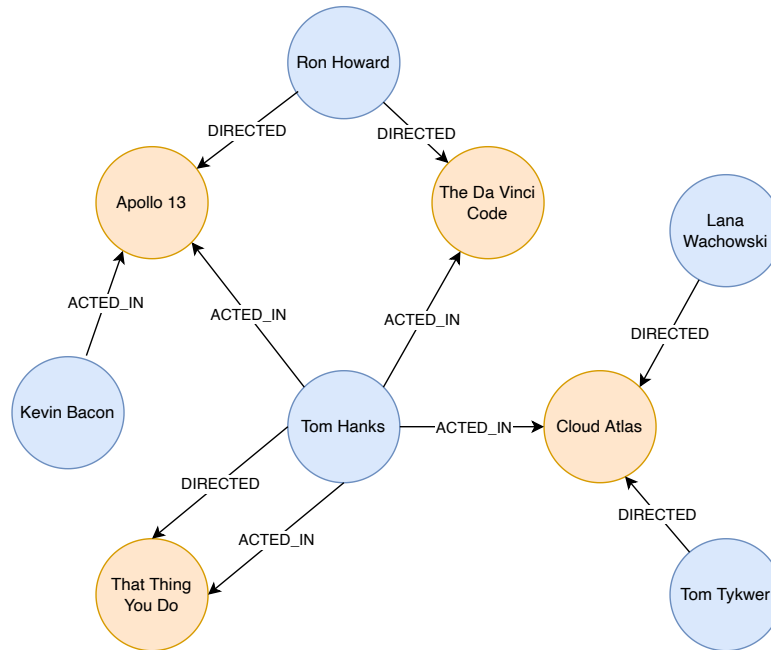 Ron Howard
DIRECTED
DIRECTED
Apollo 13
The Da Vinci
Code
Lana
Wachowski
ACTED_IN
ACTED_IN
ACTED_IN
DIRECTED
Kevin Bacon
Tom Hanks
ACTED_IN
Cloud Atlas
DIRECTED
DIRECTED
ACTED_IN
That Thing
You Do
Tom Tykwer